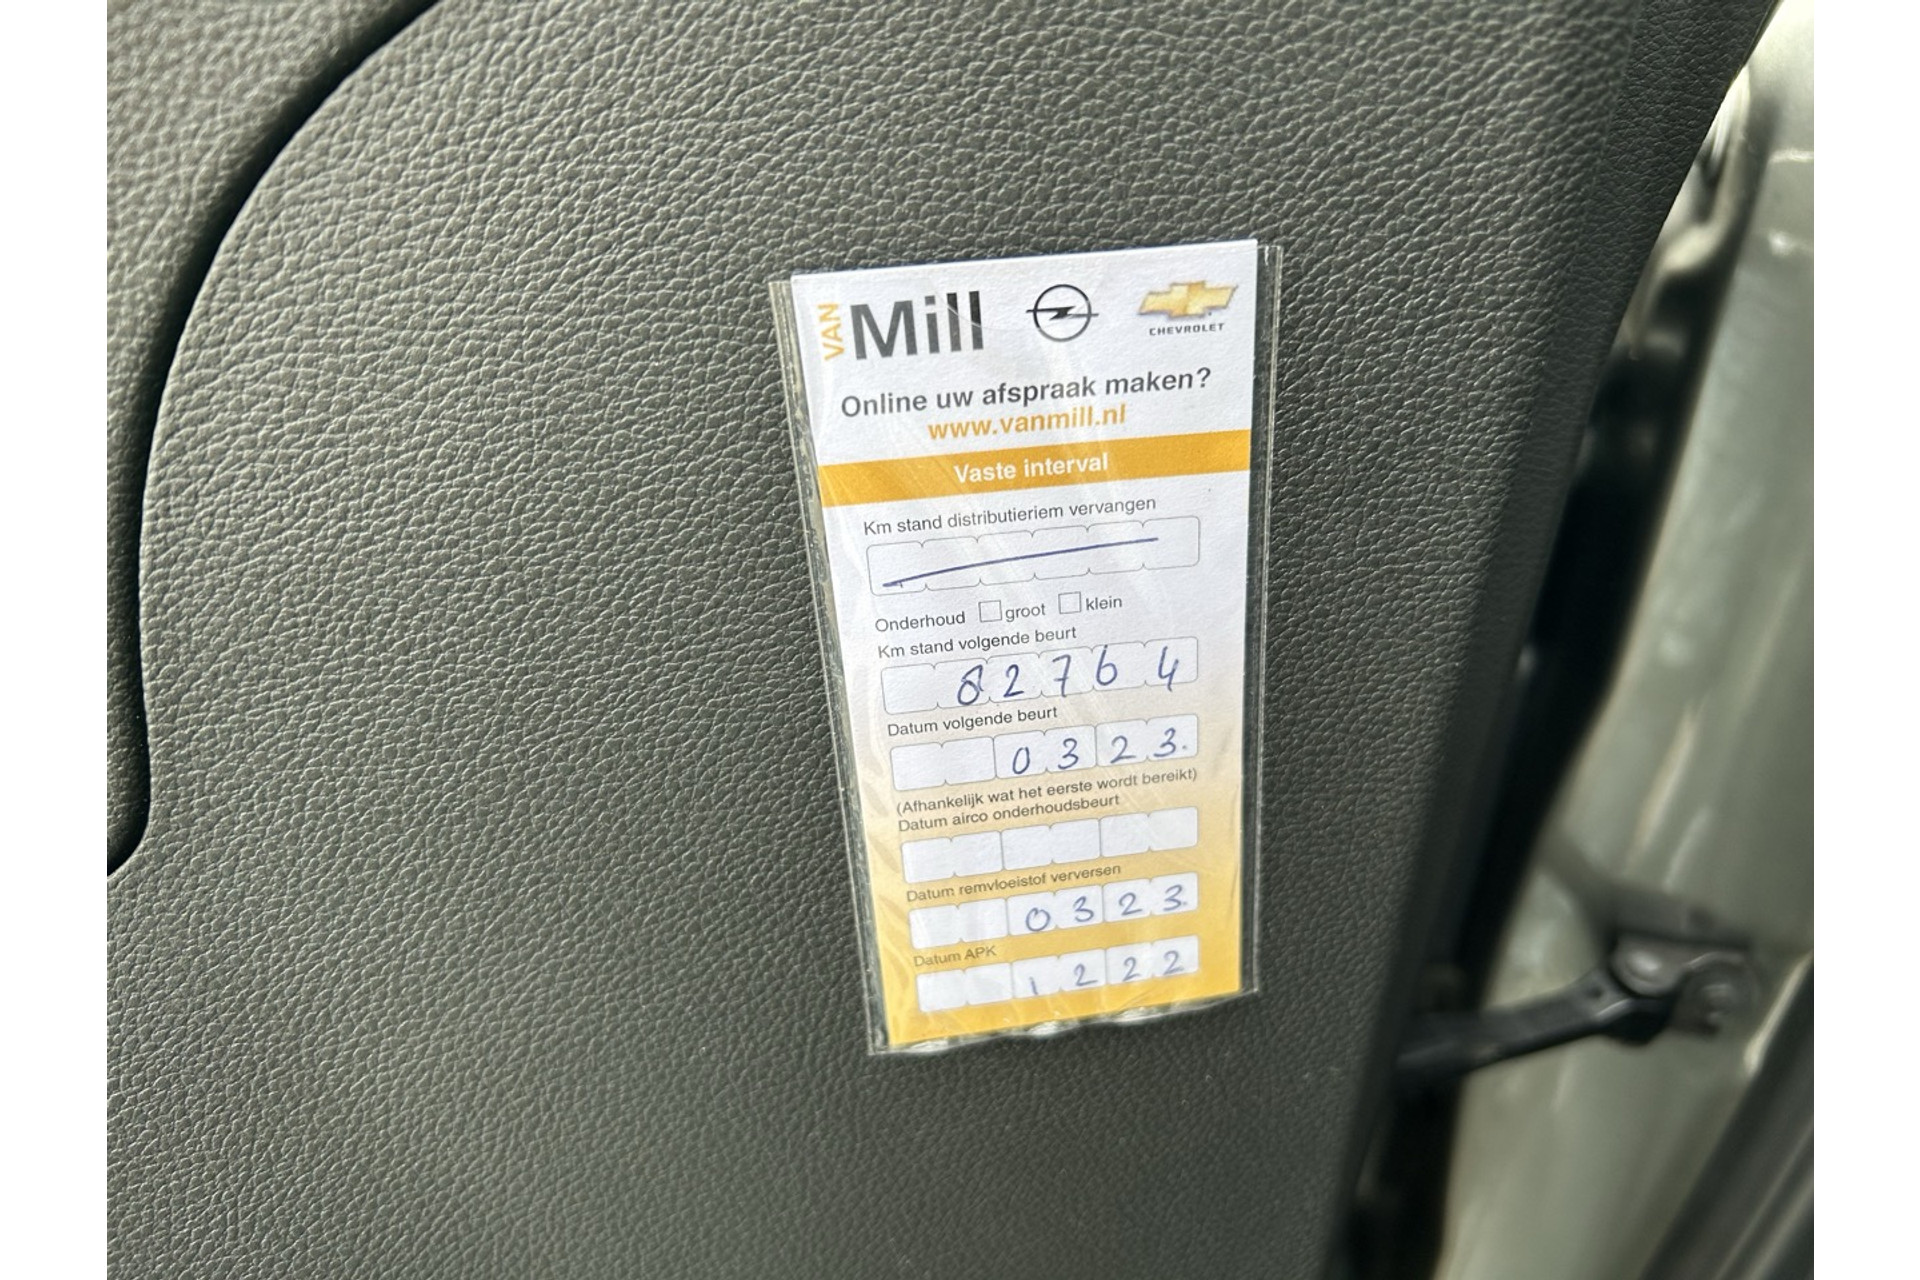 VAN Mill CHEVROLET
Online uw afspraak maken?
www.vanmill.nl
Vaste interval
Km stand distributieriem vervangen
Onderhoud groot klein
Km stand volgende beurt
82764
Datum volgende beurt
0323.
(Afhankelijk wat het eerste wordt bereikt)
Datum airco onderhoudsbeurt
Datum remvloeistof verversen
0323.
Datum APK
1222